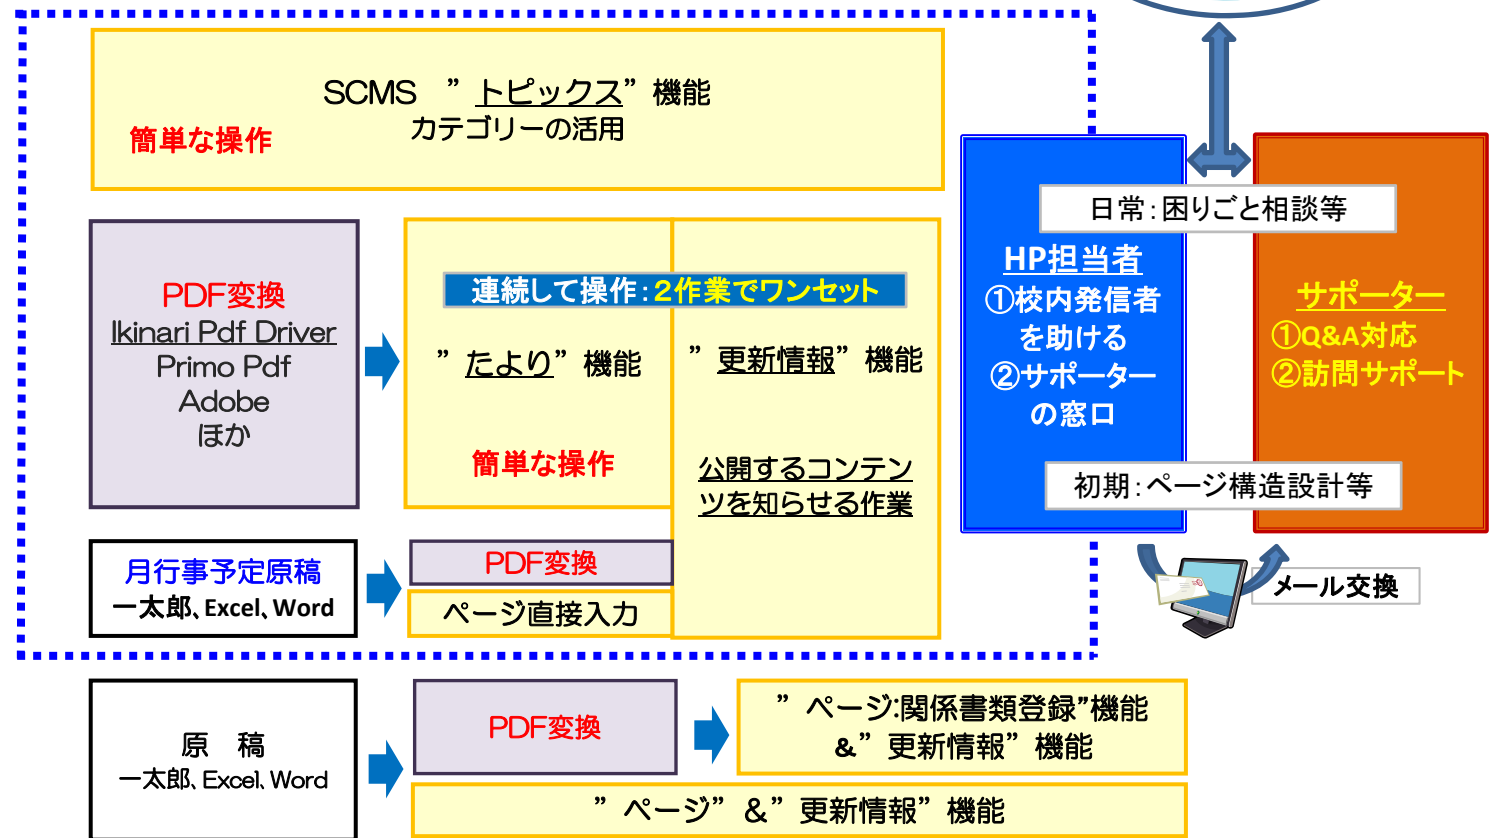 SCMS ”トピックス”機能
カテゴリーの活用
簡単な操作
PDF変換
Ikinari Pdf Driver
Primo Pdf
Adobe
ほか
連続して操作:2作業でワンセット
”たより”機能
簡単な操作
”更新情報”機能
公開するコンテン
ツを知らせる作業
月行事予定原稿
一太郎、Excel、Word
PDF変換
ページ直接入力
日常:困りごと相談等
HP担当者
①校内発信者
を助ける
②サポーター
の窓口
サポーター
①Q&A対応
②訪問サポート
初期:ページ構造設計等
メール交換
原 稿
一太郎、Excel、Word
PDF変換
”ページ:関係書類登録”機能
&”更新情報”機能
”ページ”&”更新情報”機能